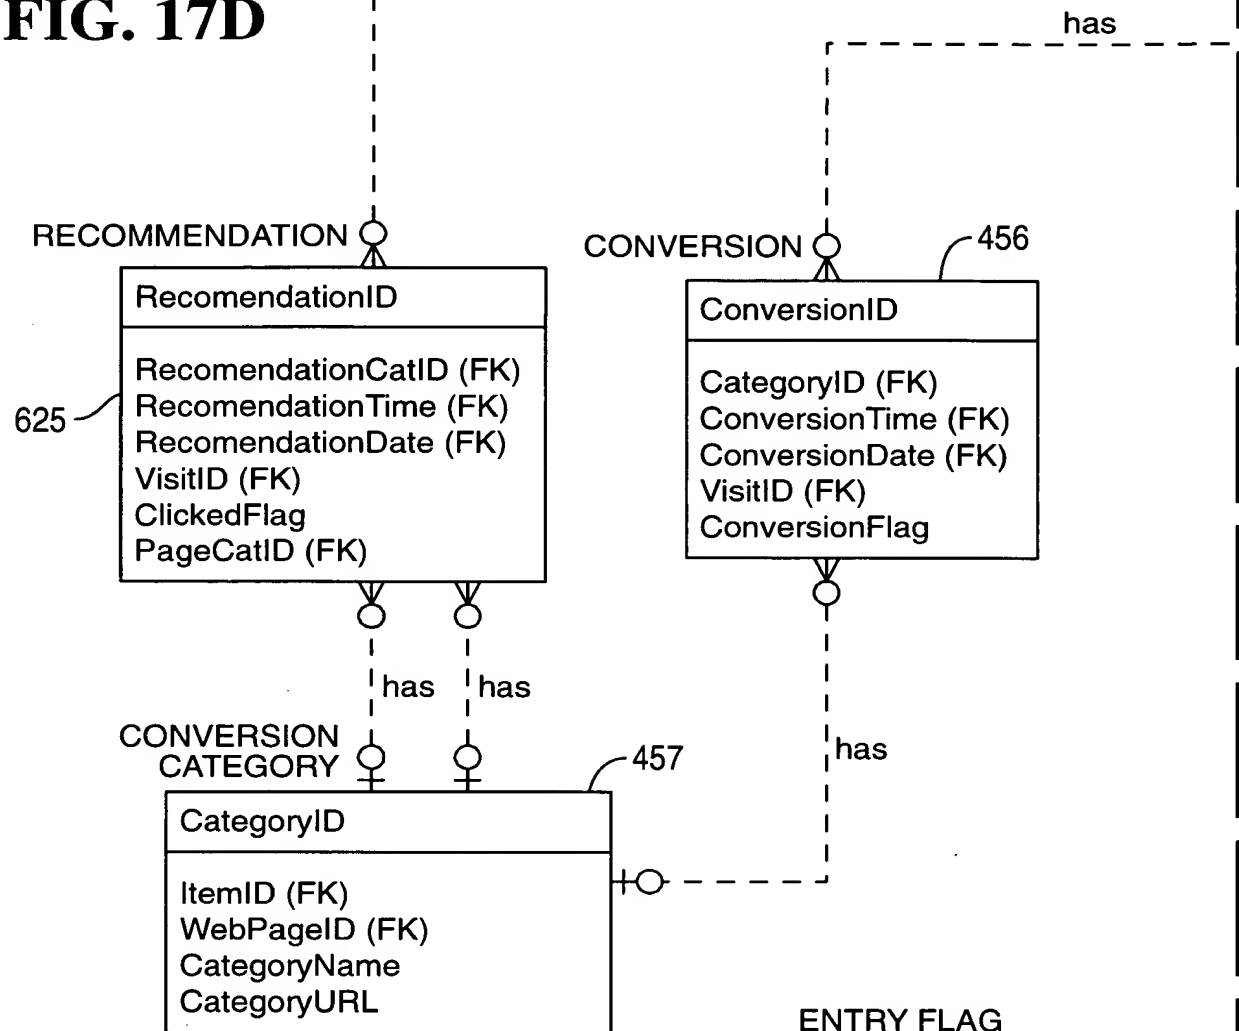 FIG. 17D
has
RECOMMENDATION
RecomendationID
RecomendationCatID (FK)
RecomendationTime (FK)
RecomendationDate (FK)
VisitID (FK)
ClickedFlag
PageCatID (FK)
625
CONVERSION
456
ConversionID
CategoryID (FK)
ConversionTime (FK)
ConversionDate (FK)
VisitID (FK)
ConversionFlag
has
has
has
CONVERSION
CATEGORY
457
CategoryID
ItemID (FK)
WebPageID (FK)
CategoryName
CategoryURL
ENTRY FLAG